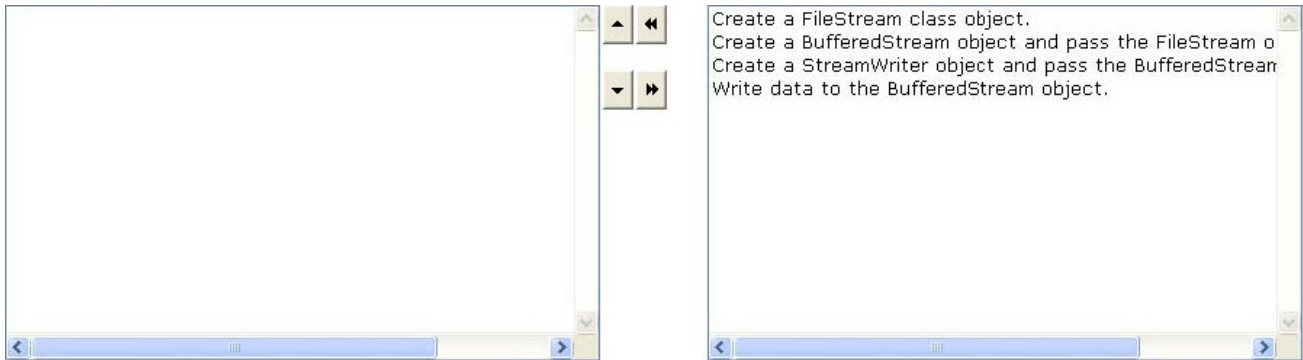 Create a FileStream class object.
Create a BufferedStream object and pass the FileStream o
Create a StreamWriter object and pass the BufferedStream
Write data to the BufferedStream object.